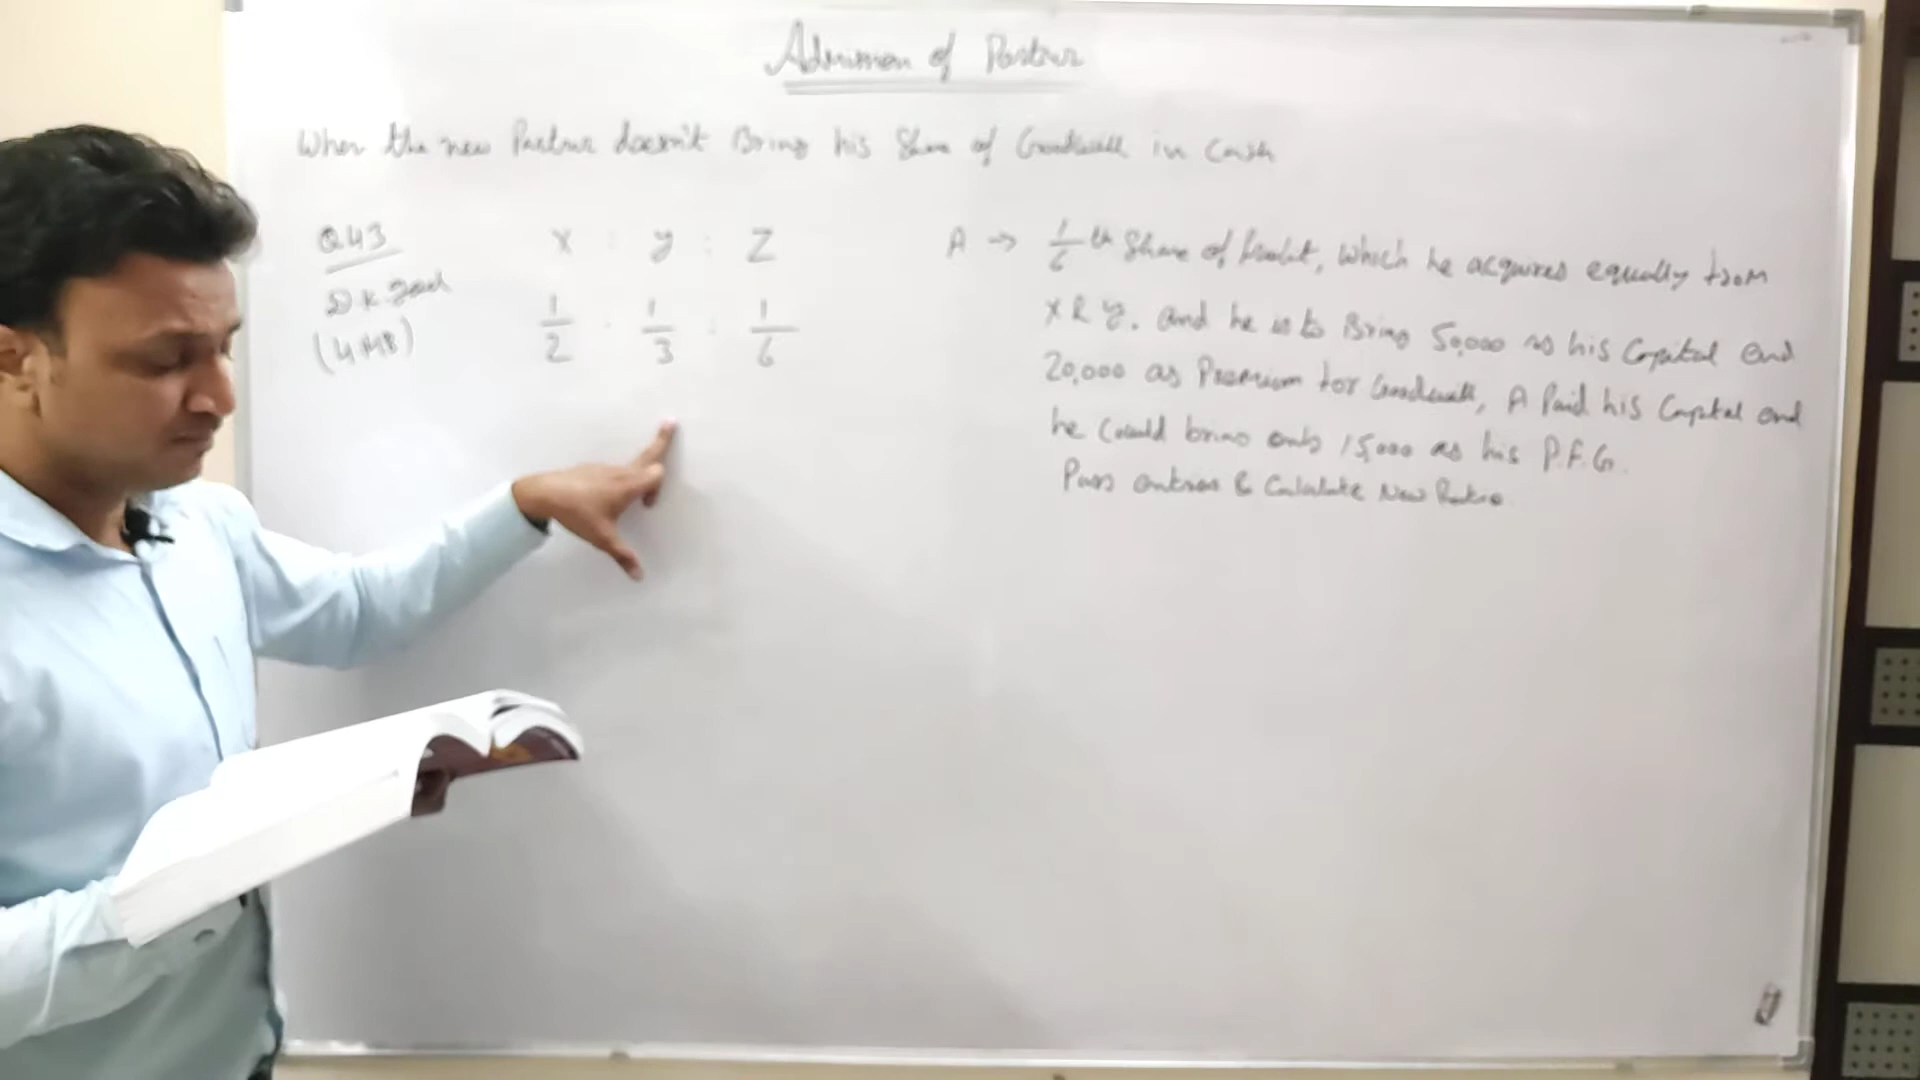 Admission of Partner
When the new Partner doesn't Bring his Share of Goodwill in Cash
Q43
D.K. Goel
(4 MB)
X : Y : Z
1/2 : 1/3 : 1/6
A → 1/6 th Share of Profit, which he acquires equally from
X & Y. and he is to Bring 50,000 as his Capital and
20,000 as Premium for Goodwill, A Paid his Capital and
he could bring only 15,000 as his P.F.G.
Pass entries & Calculate New Ratio